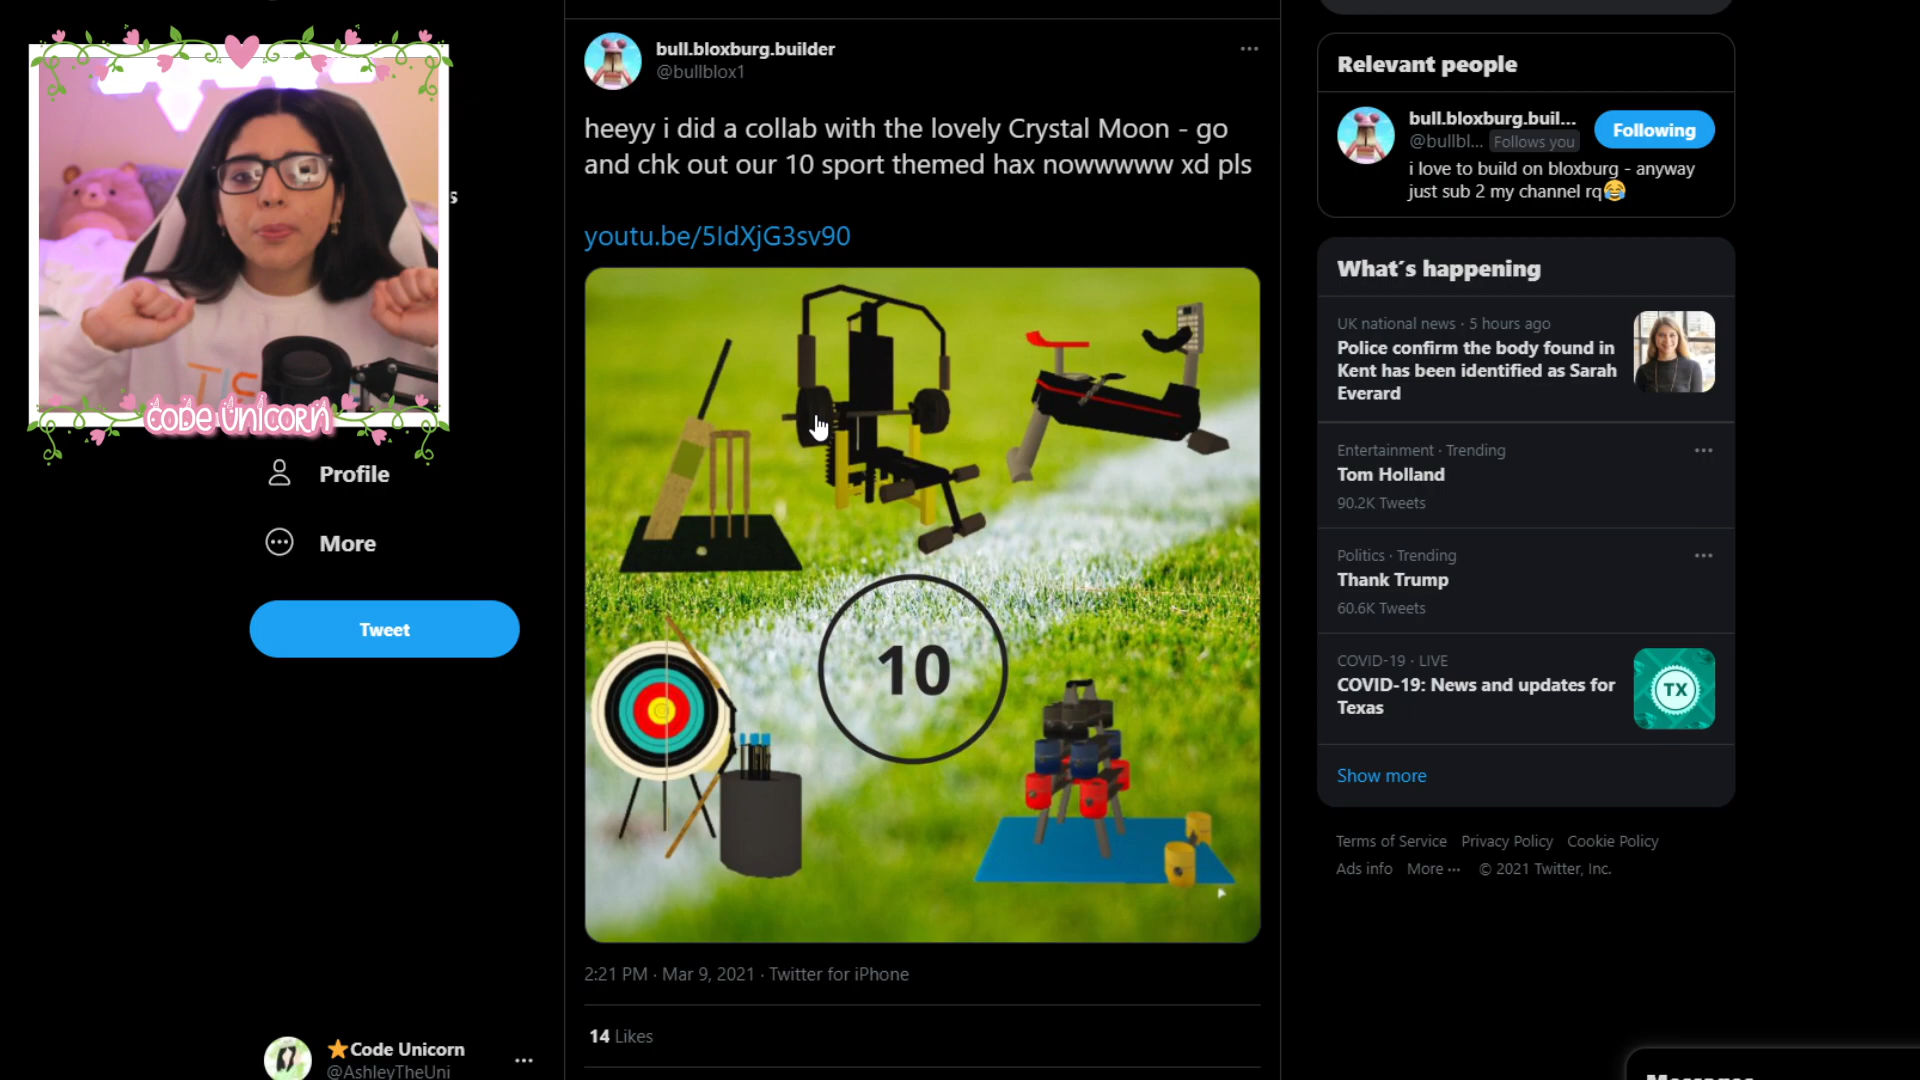 bull.bloxburg.builder
@bullblox1
heeyy i did a collab with the lovely Crystal Moon - go
and chk out our 10 sport themed hax nowwwww xd pls
youtu.be/5IdXjG3sv90
10
2:21 PM · Mar 9, 2021 · Twitter for iPhone
14 Likes
CODE UNICORN
s
Profile
More
Tweet
⭐Code Unicorn
@AshleyTheUni
Relevant people
bull.bloxburg.buil...
@bullbl... Follows you
Following
i love to build on bloxburg - anyway
just sub 2 my channel rq😂
What´s happening
UK national news · 5 hours ago
Police confirm the body found in
Kent has been identified as Sarah
Everard
Entertainment · Trending
Tom Holland
90.2K Tweets
Politics · Trending
Thank Trump
60.6K Tweets
COVID-19 · LIVE
COVID-19: News and updates for
Texas
TX
Show more
Terms of Service Privacy Policy Cookie Policy
Ads info More ··· © 2021 Twitter, Inc.